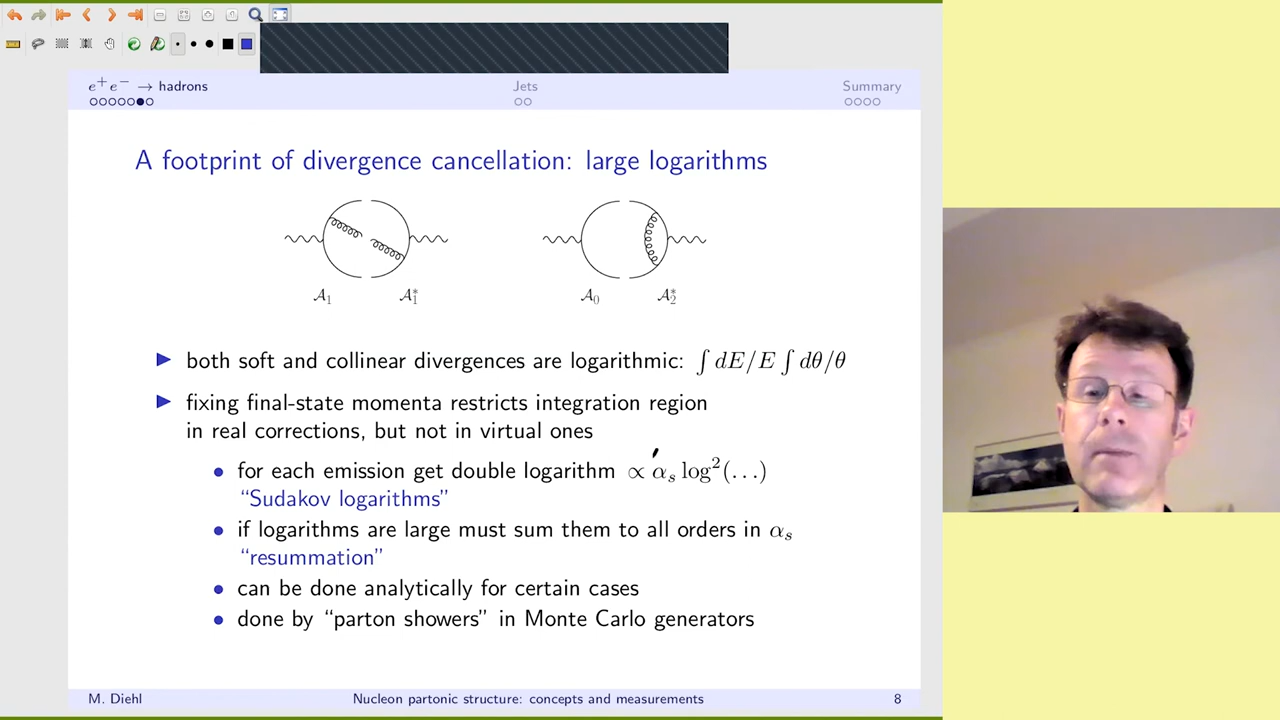 e⁺e⁻ → hadrons
Jets
Summary
A footprint of divergence cancellation: large logarithms
𝒜₁ 𝒜₁* 𝒜₀ 𝒜₂*
both soft and collinear divergences are logarithmic: ∫ dE/E ∫ dθ/θ
fixing final-state momenta restricts integration region
in real corrections, but not in virtual ones
for each emission get double logarithm ∝ αₛ log²(...)
“Sudakov logarithms”
if logarithms are large must sum them to all orders in αₛ
“resummation”
can be done analytically for certain cases
done by “parton showers” in Monte Carlo generators
M. Diehl
Nucleon partonic structure: concepts and measurements
8